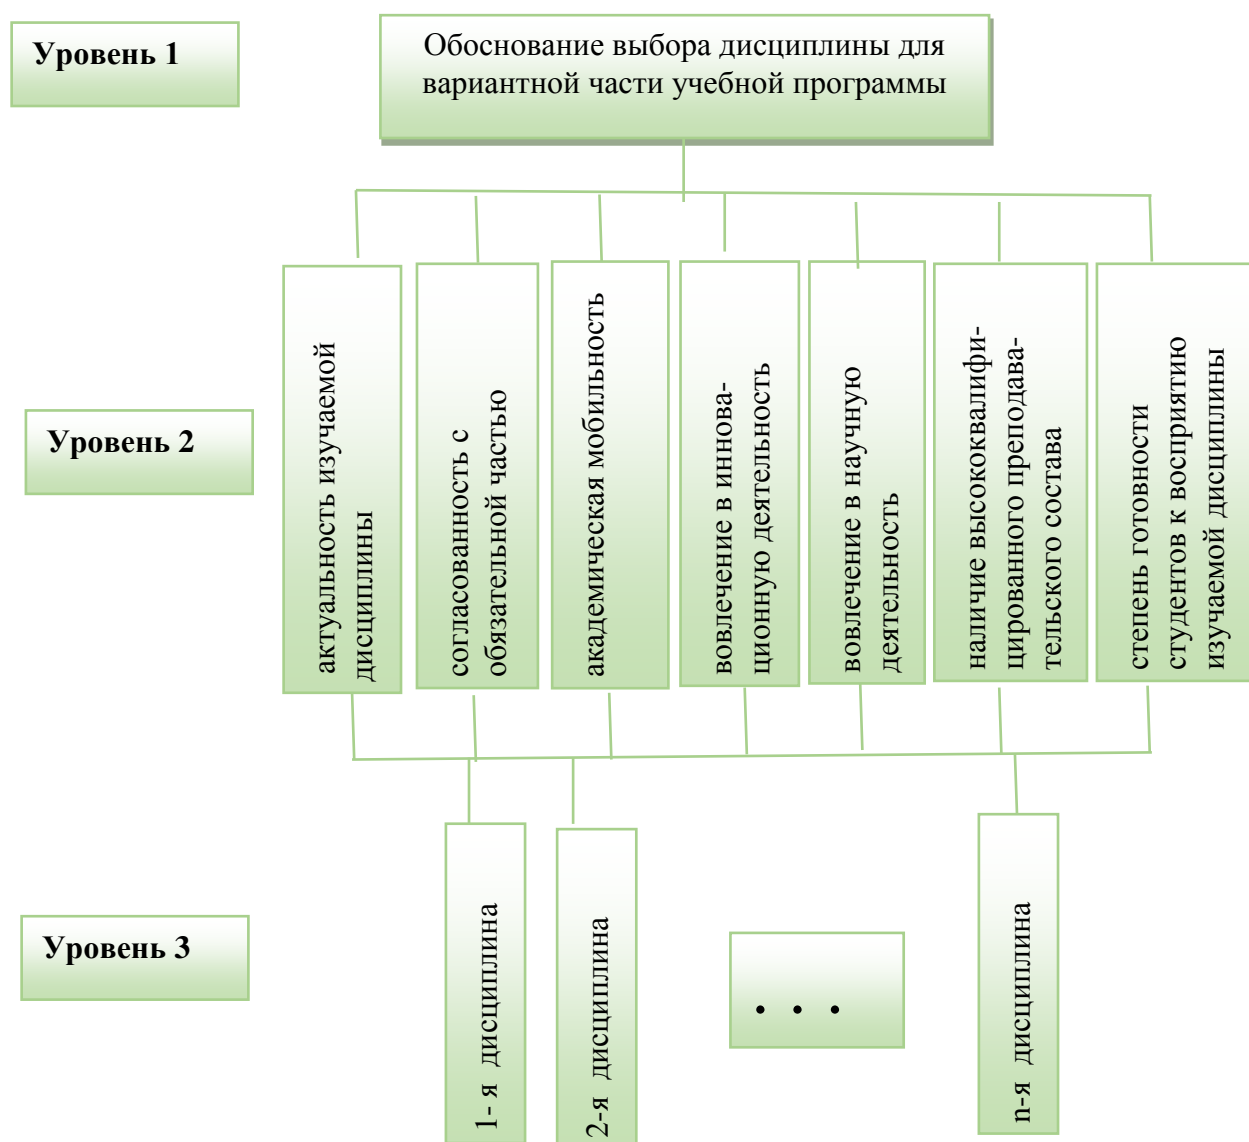 Уровень 1
Обоснование выбора дисциплины для
вариантной части учебной программы
Уровень 2
актуальность изучаемой
дисциплины
согласованность с
обязательной частью
академическая мобильность
вовлечение в иннова-
ционную деятельность
вовлечение в научную
деятельность
наличие высококвалифи-
цированного преподава-
тельского состава
степень готовности
студентов к восприятию
изучаемой дисциплины
Уровень 3
1- я дисциплина
2-я дисциплина
. . .
n-я дисциплина